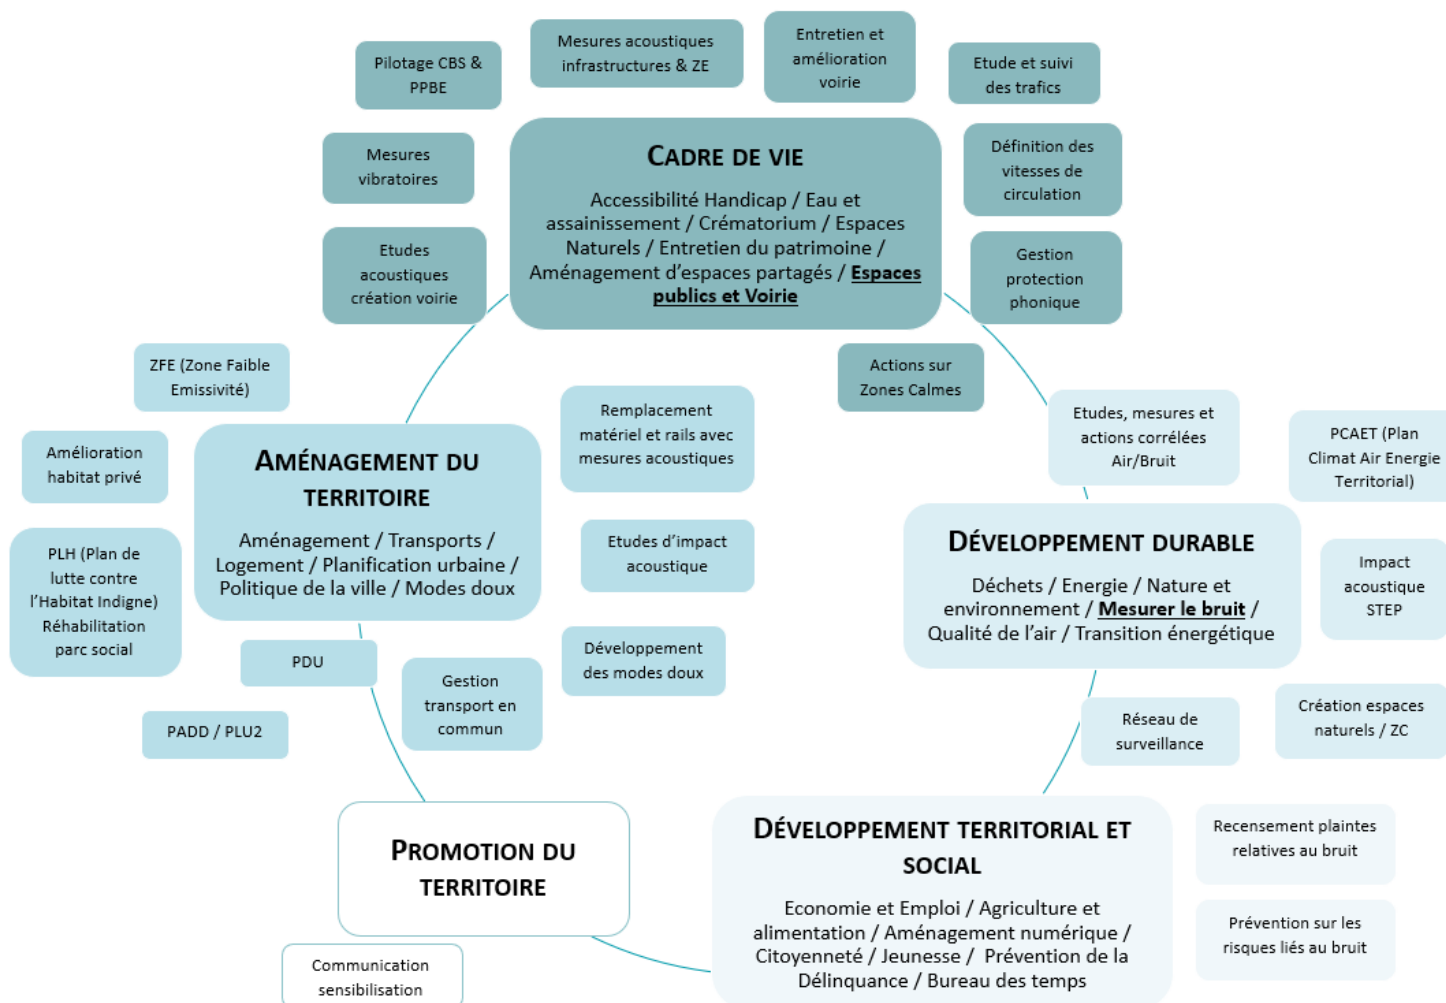 Pilotage CBS &
PPBE
Mesures acoustiques
infrastructures & ZE
Entretien et
amélioration
voirie
Etude et suivi
des trafics
Mesures
vibratoires
CADRE DE VIE
Accessibilité Handicap / Eau et
assainissement / Crématorium / Espaces
Naturels / Entretien du patrimoine /
Aménagement d'espaces partagés / Espaces
publics et Voirie
Définition des
vitesses de
circulation
Etudes
acoustiques
création voirie
Gestion
protection
phonique
Actions sur
Zones Calmes
ZFE (Zone Faible
Emissivité)
Amélioration
habitat privé
AMÉNAGEMENT DU
TERRITOIRE
Aménagement / Transports /
Logement / Planification urbaine /
Politique de la ville / Modes doux
Remplacement
matériel et rails avec
mesures acoustiques
PLH (Plan de
lutte contre
l'Habitat Indigne)
Réhabilitation
parc social
Etudes d'impact
acoustique
PDU
Développement
des modes doux
PADD / PLU2
Gestion
transport en
commun
Etudes, mesures et
actions corrélées
Air/Bruit
PCAET (Plan
Climat Air Energie
Territorial)
DÉVELOPPEMENT DURABLE
Déchets / Energie / Nature et
environnement / Mesurer le bruit /
Qualité de l'air / Transition énergétique
Impact
acoustique
STEP
Réseau de
surveillance
Création espaces
naturels / ZC
PROMOTION DU
TERRITOIRE
Communication
sensibilisation
DÉVELOPPEMENT TERRITORIAL ET
SOCIAL
Economie et Emploi / Agriculture et
alimentation / Aménagement numérique /
Citoyenneté / Jeunesse / Prévention de la
Délinquance / Bureau des temps
Recensement plaintes
relatives au bruit
Prévention sur les
risques liés au bruit